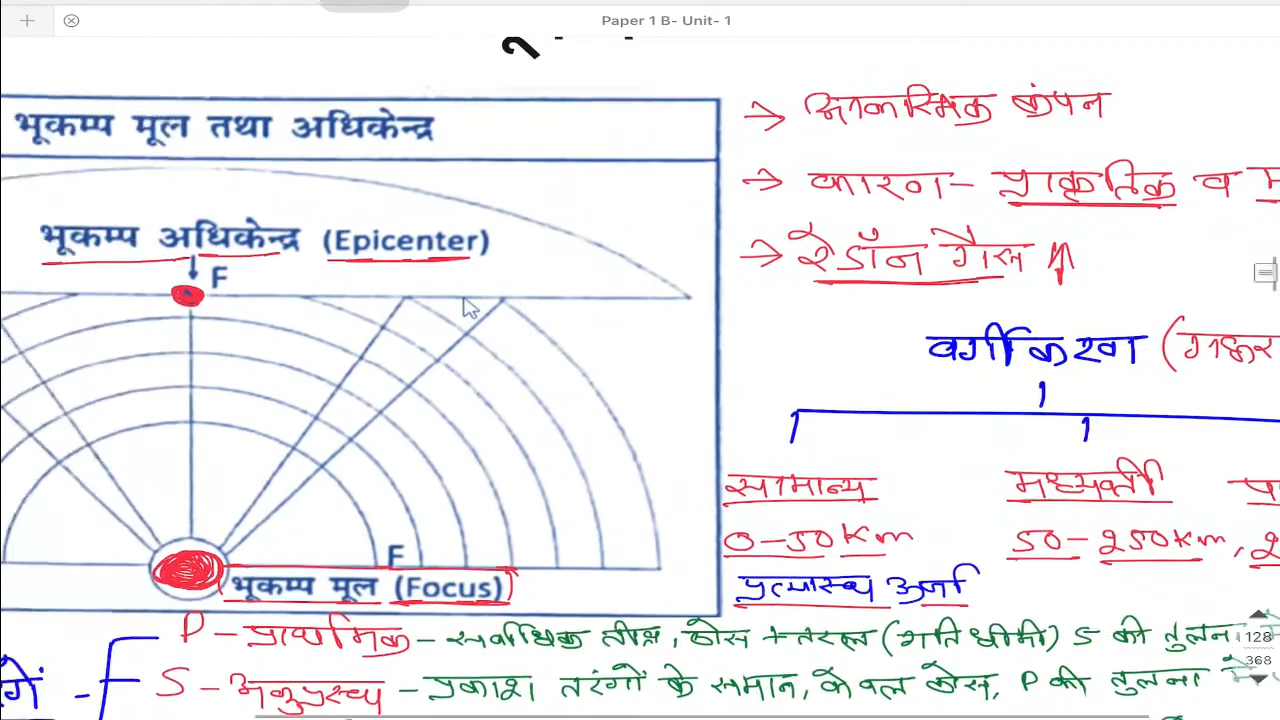 Paper 1 B- Unit- 1
भूकम्प मूल तथा अधिकेन्द्र
भूकम्प अधिकेन्द्र (Epicenter)
F
F
भूकम्प मूल (Focus)
→ आकस्मिक कंपन
→ कारण - प्राकृतिक व
→ रेडॉन गैस ↑
वर्गीकरण (गहराई
सामान्य मध्यवर्ती
0-50 Km 50-250Km,
प्रत्यास्थ ऊर्जा
P - प्राथमिक - सर्वाधिक तीव्र, ठोस + तरल (गति धीमी) S की तुलना
S - अनुप्रस्थ - प्रकाश तरंगों के समान, केवल ठोस, P की तुलना
128
368